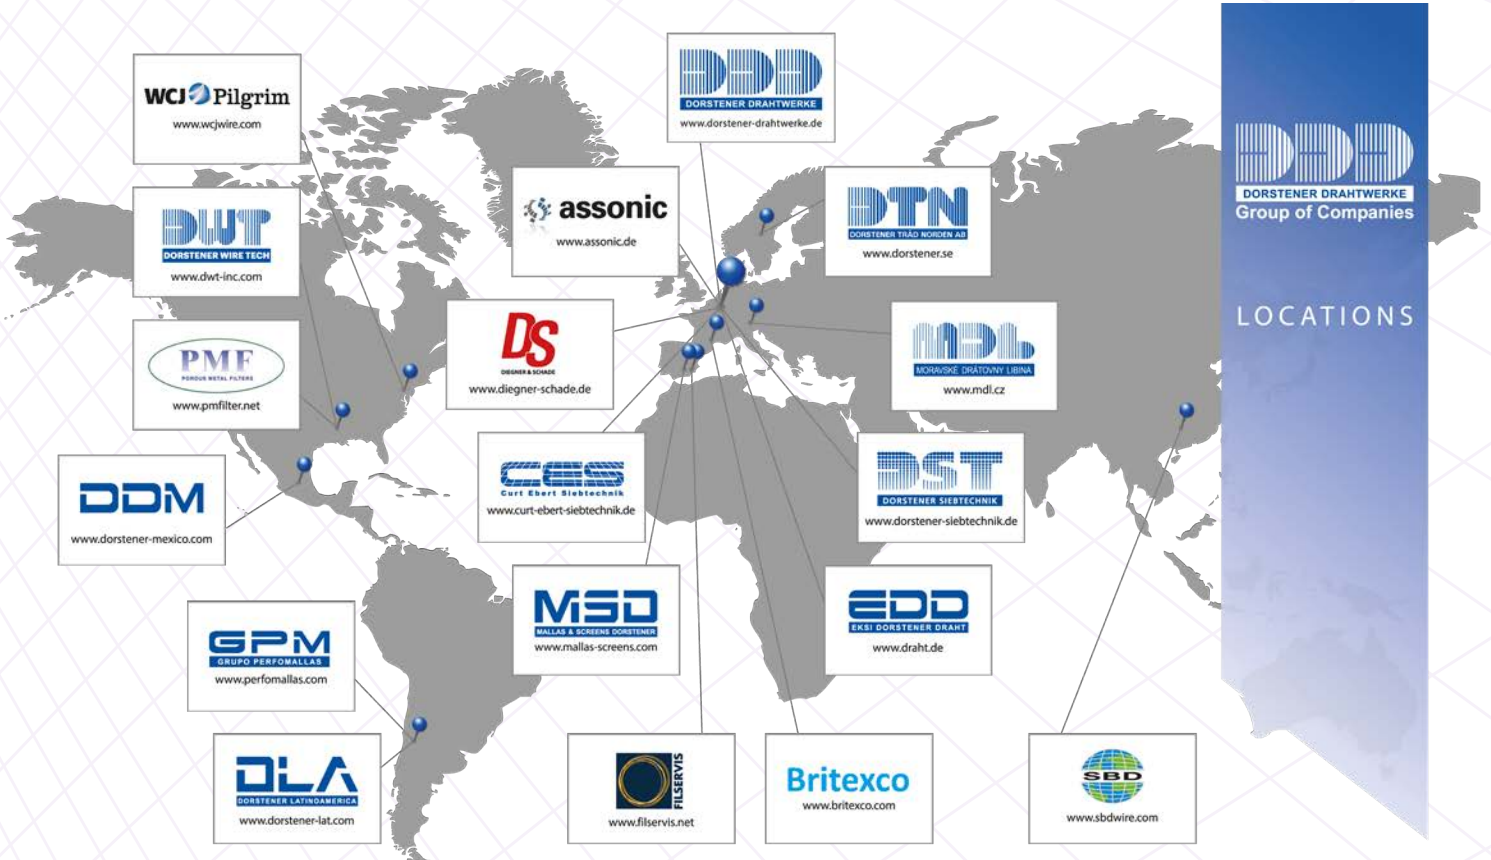 WCJ Pilgrim
www.wcjwire.com
DDD
DORSTENER DRAHTWERKE
www.dorstener-drahtwerke.de
DDD
DORSTENER DRAHTWERKE
Group of Companies
LOCATIONS
DWT
DORSTENER WIRE TECH
www.dwt-inc.com
assonic
www.assonic.de
DTN
DORSTENER TRÅD NORDEN AB
www.dorstener.se
PMF
POROUS METAL FILTERS
www.pmfilter.net
DS
DIEGNER & SCHADE
www.diegner-schade.de
MDL
MORAVSKÉ DRÁTOVNY LIBINA
www.mdl.cz
DDM
www.dorstener-mexico.com
CES
Curt Ebert Siebtechnik
www.curt-ebert-siebtechnik.de
DST
DORSTENER SIEBTECHNIK
www.dorstener-siebtechnik.de
GPM
GRUPO PERFOMALLAS
www.perfomallas.com
MSD
MALLAS & SCREENS DORSTENER
www.mallas-screens.com
EDD
EKSI DORSTENER DRAHT
www.draht.de
DLA
DORSTENER LATINOAMERICA
www.dorstener-lat.com
FILSERVIS
www.filservis.net
Britexco
www.britexco.com
SBD
www.sbdwire.com